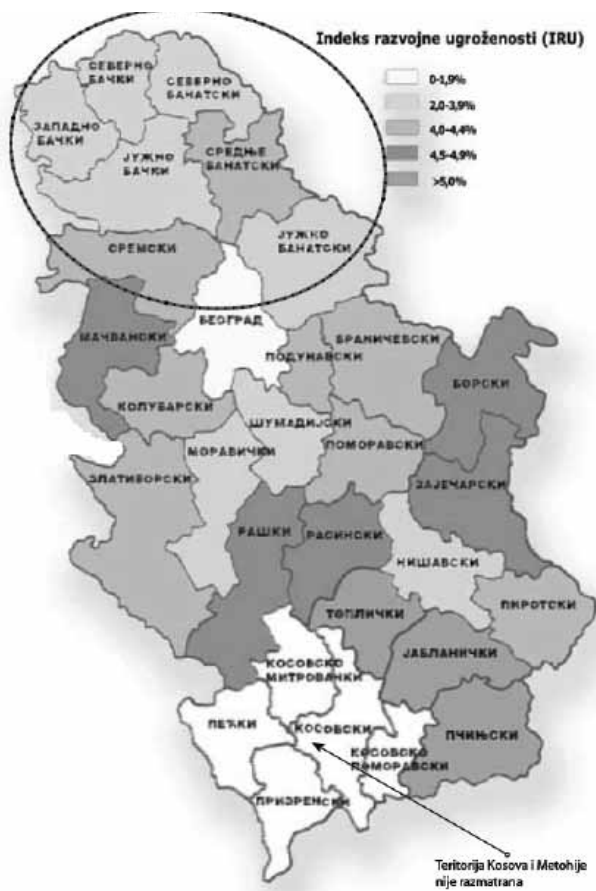 Indeks razvojne ugroženosti (IRU)
0-1,9%
2,0-3,9%
4,0-4,4%
4,5-4,9%
>5,0%
СЕВЕРНО
БАЧКИ
СЕВЕРНО
БАНАТСКИ
ЗАПАДНО
БАЧКИ
ЈУЖНО
БАЧКИ
СРЕДЊЕ
БАНАТСКИ
СРЕМСКИ
ЈУЖНО
БАНАТСКИ
БЕОГРАД
МАЧВАНСКИ
ПОДУНАВСКИ
БРАНИЧЕВСКИ
БОРСКИ
КОЛУБАРСКИ
ШУМАДИЈСКИ
МОРАВИЧКИ
ПОМОРАВСКИ
ЗЛАТИБОРСКИ
ЗАЈЕЧАРСКИ
РАШКИ
РАСИНСКИ
НИШАВСКИ
ПИРОТСКИ
ТОПЛИЧКИ
ЈАБЛАНИЧКИ
КОСОВСКО
МИТРОВАЧКИ
ПЕЋКИ
КОСОВСКИ
КОСОВСКО
ПОМОРАВСКИ
ПЧИЊСКИ
ПРИЗРЕНСКИ
Teritorija Kosova i Metohije
nije razmatrana